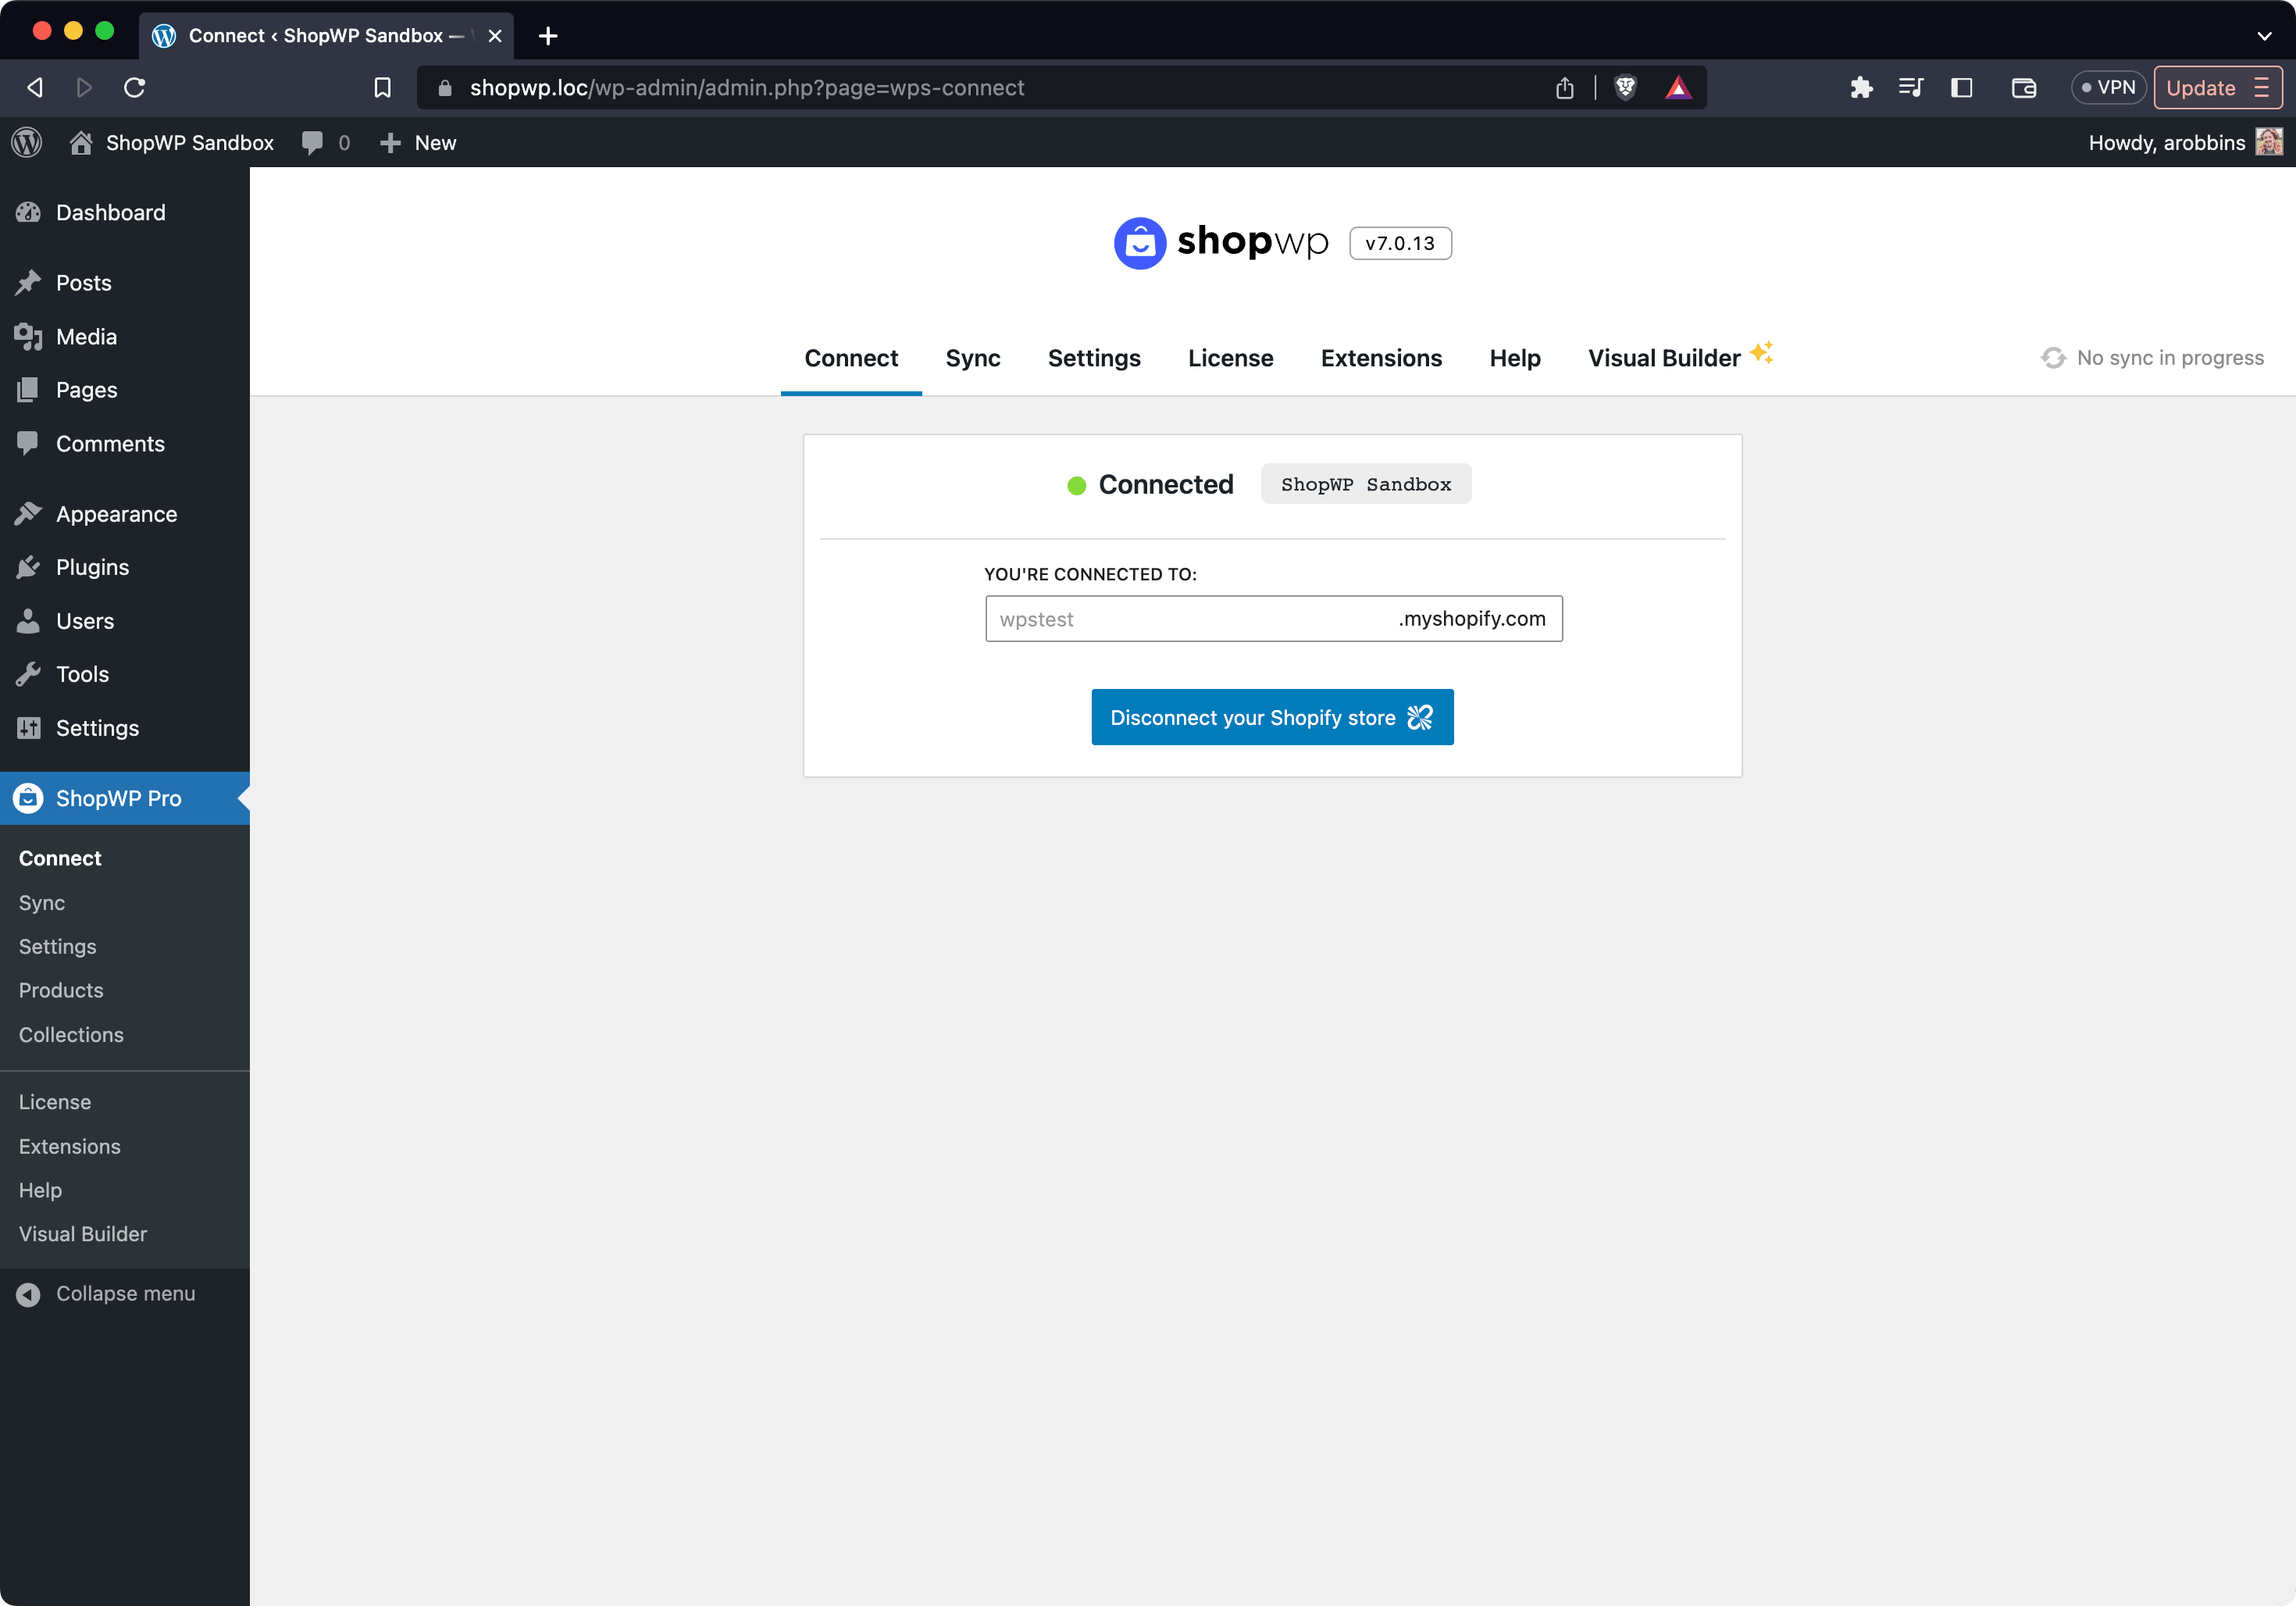 Connect ‹ ShopWP Sandbox —
shopwp.loc/wp-admin/admin.php?page=wps-connect
VPN
Update
ShopWP Sandbox
0
New
Howdy, arobbins
Dashboard
Posts
Media
Pages
Comments
Appearance
Plugins
Users
Tools
Settings
ShopWP Pro
Connect
Sync
Settings
Products
Collections
License
Extensions
Help
Visual Builder
Collapse menu
shopwp v7.0.13
Connect Sync Settings License Extensions Help Visual Builder
No sync in progress
Connected ShopWP Sandbox
YOU'RE CONNECTED TO:
wpstest .myshopify.com
Disconnect your Shopify store